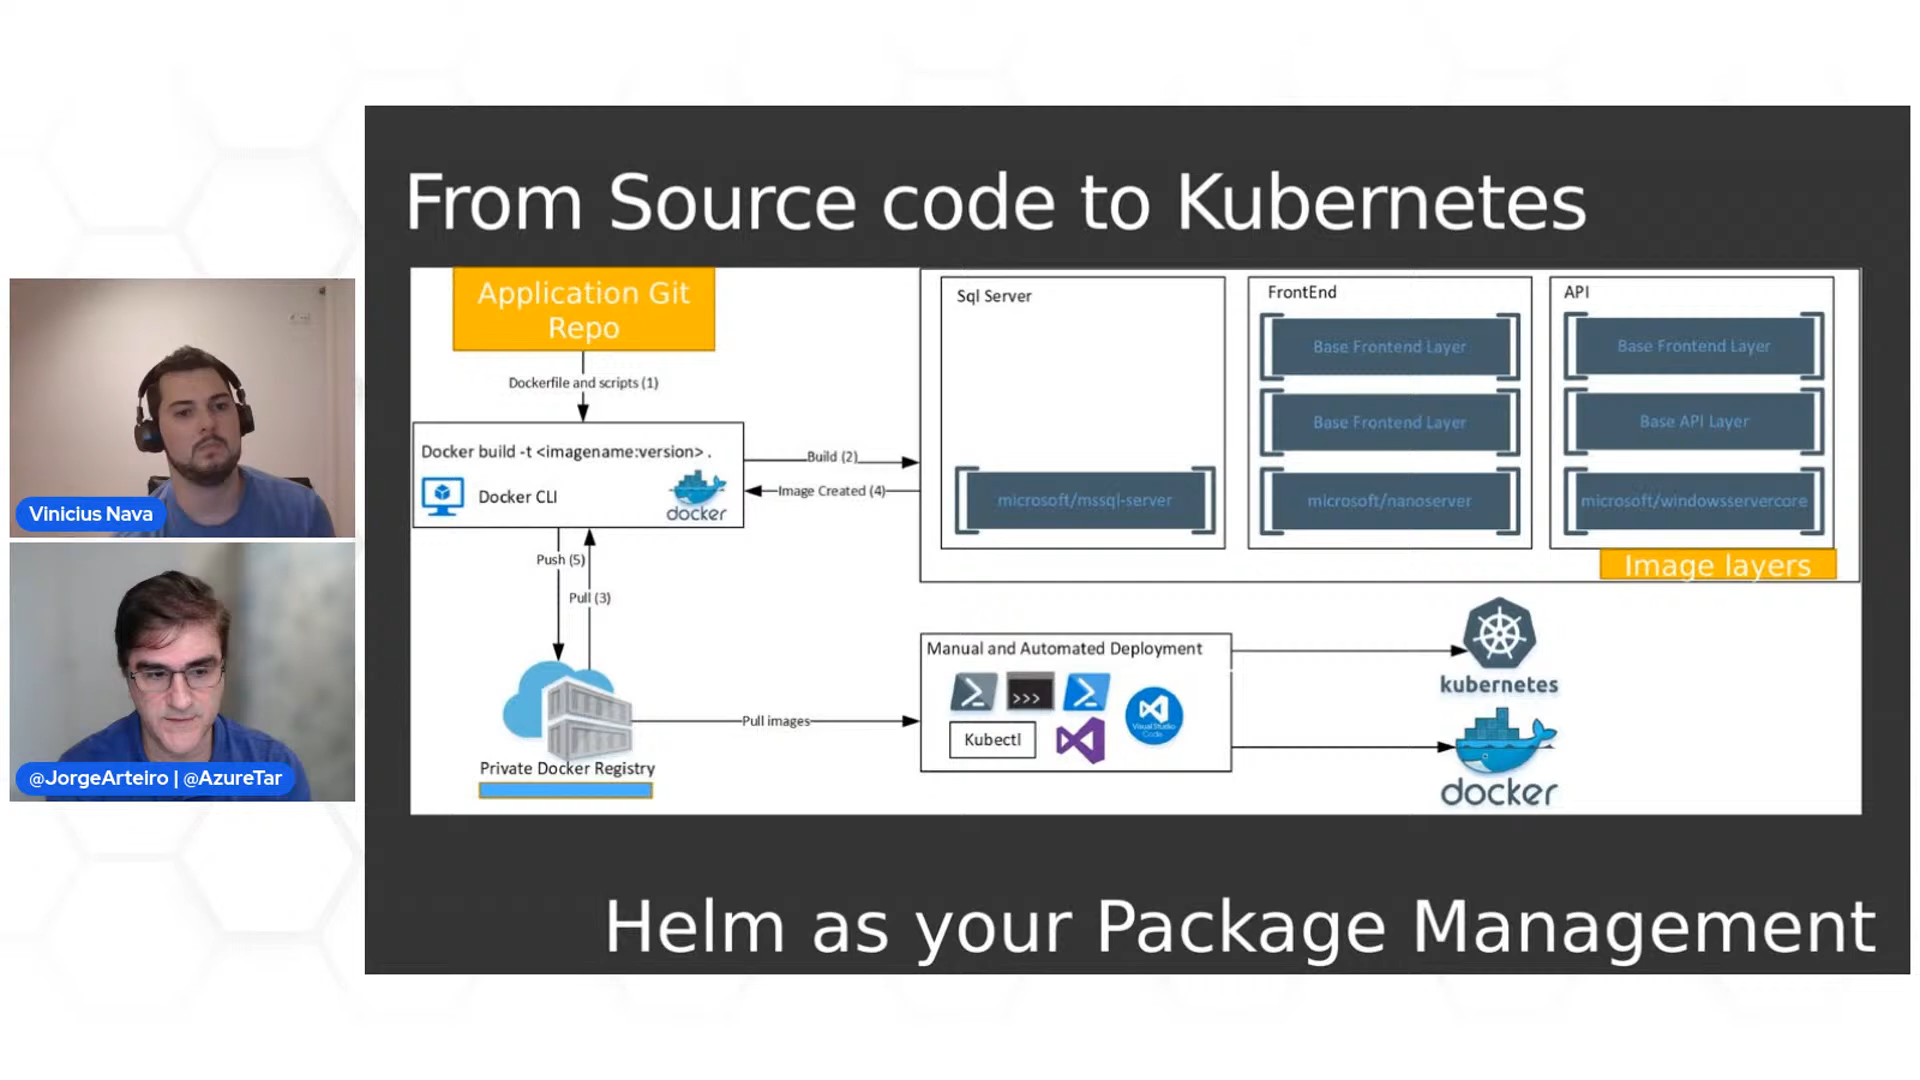 From Source code to Kubernetes
Application Git
Repo
Dockerfile and scripts (1)
Docker build -t <imagename:version> .
Docker CLI
docker
Build (2)
Image Created (4)
Push (5)
Pull (3)
Private Docker Registry
Pull images
Sql Server
microsoft/mssql-server
FrontEnd
Base Frontend Layer
Base Frontend Layer
microsoft/nanoserver
API
Base Frontend Layer
Base API Layer
microsoft/windowsservercore
Image layers
Manual and Automated Deployment
>>>
Kubectl
Visual Studio
Code
kubernetes
docker
Helm as your Package Management
Vinicius Nava
@JorgeArteiro | @AzureTar